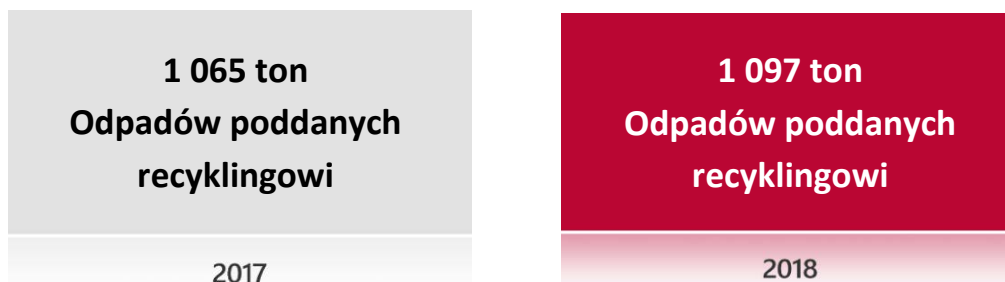 1 065 ton
Odpadów poddanych
recyklingowi
2017
1 097 ton
Odpadów poddanych
recyklingowi
2018